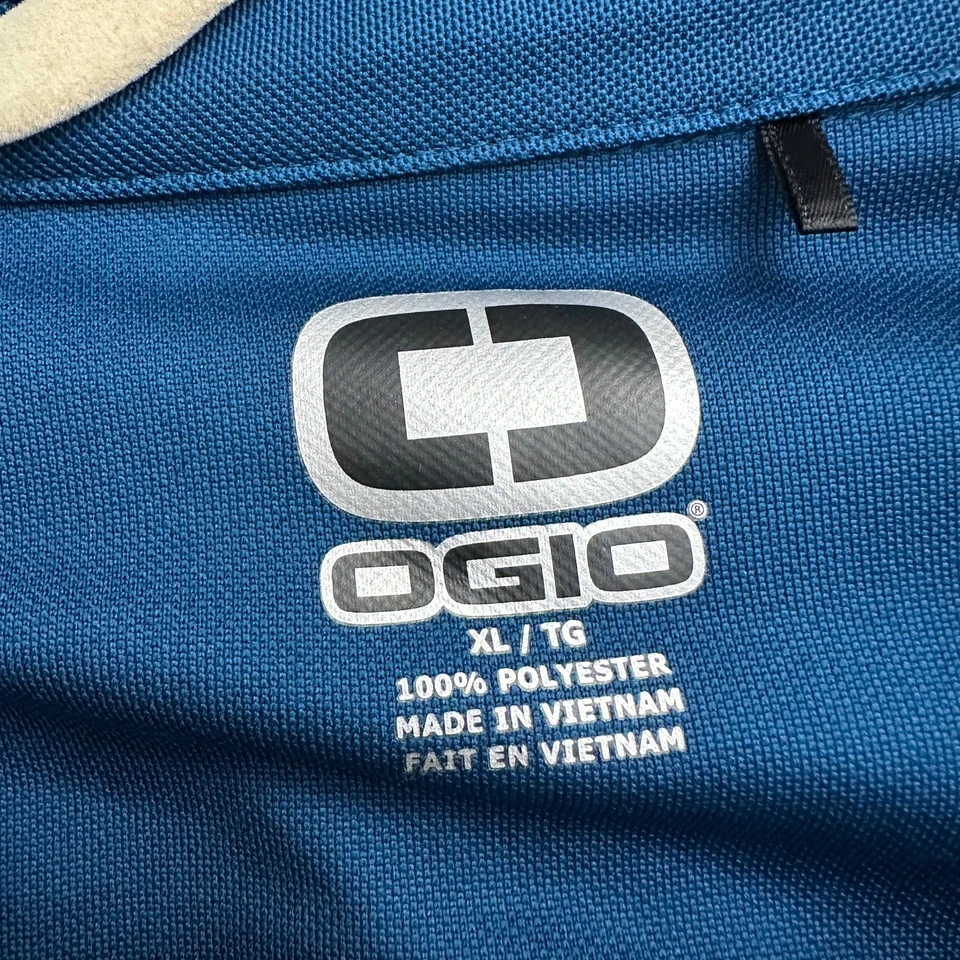 OGIO®
XL / TG
100% POLYESTER
MADE IN VIETNAM
FAIT EN VIETNAM